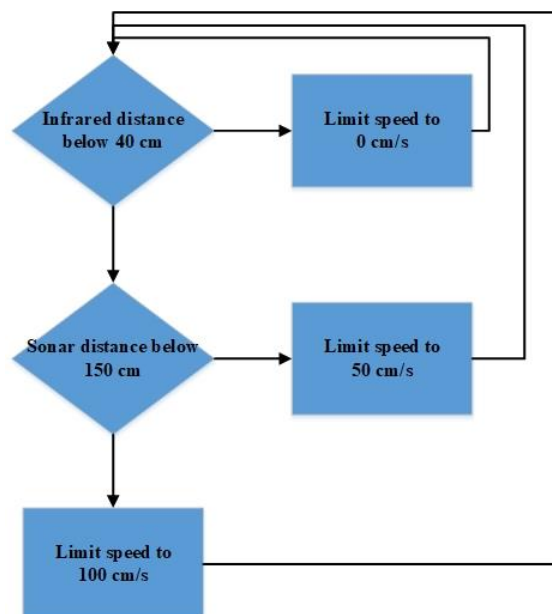 Infrared distance
below 40 cm
Limit speed to
0 cm/s
Sonar distance below
150 cm
Limit speed to
50 cm/s
Limit speed to
100 cm/s